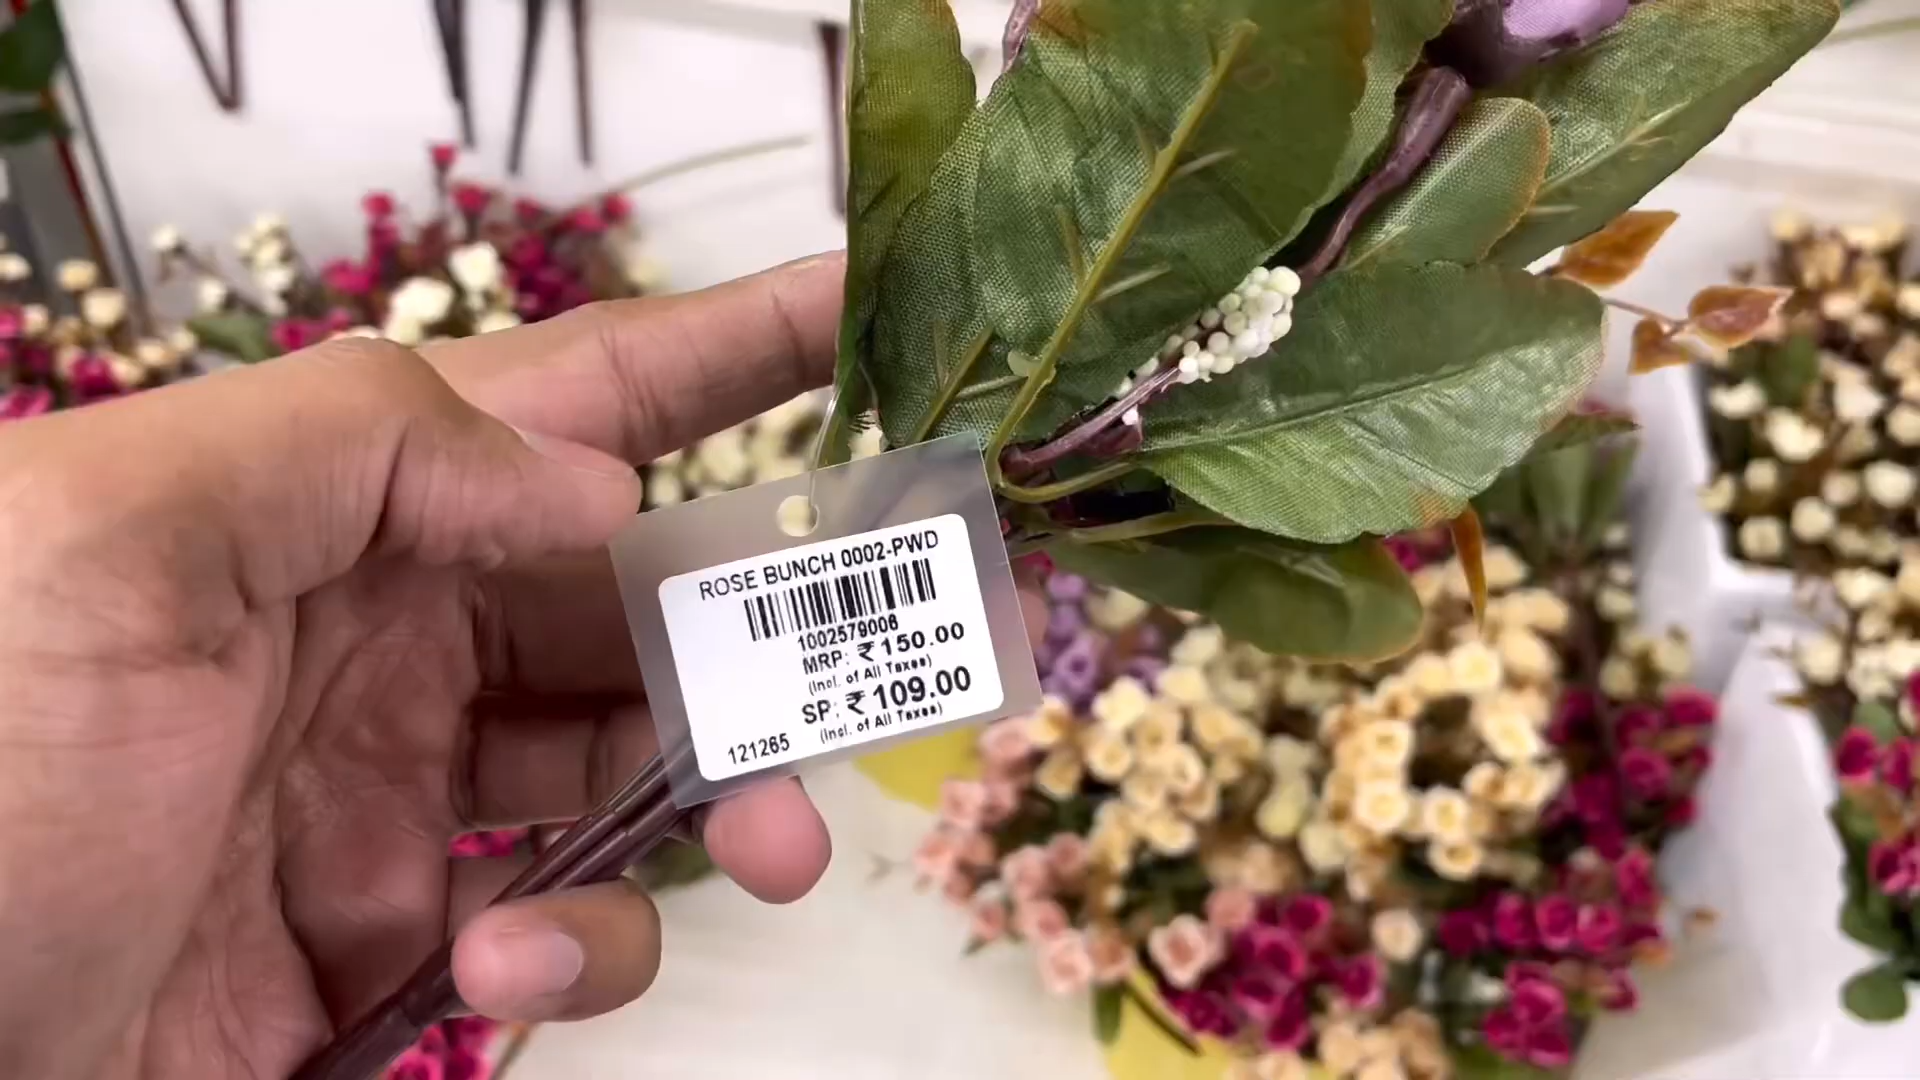 ROSE BUNCH 0002-PWD
1002579006
MRP: ₹150.00
(Incl. of All Taxes)
SP: ₹109.00
(Incl. of All Taxes)
121265